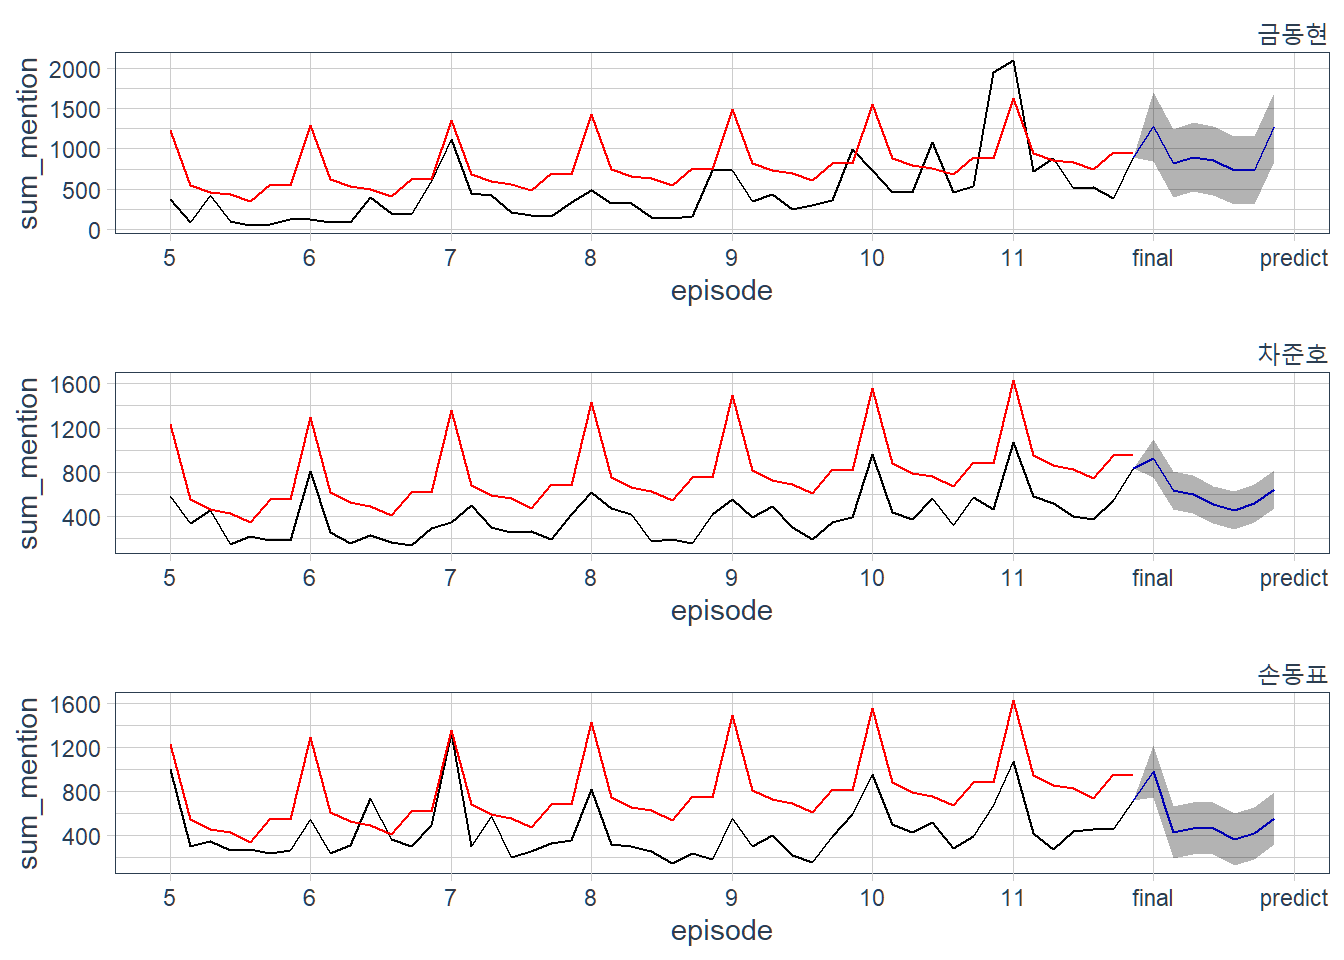 금동현
sum_mention
2000
1500
1000
500
0
5 6 7 8 9 10 11 final predict
episode
차준호
sum_mention
1600
1200
800
400
5 6 7 8 9 10 11 final predict
episode
손동표
sum_mention
1600
1200
800
400
5 6 7 8 9 10 11 final predict
episode